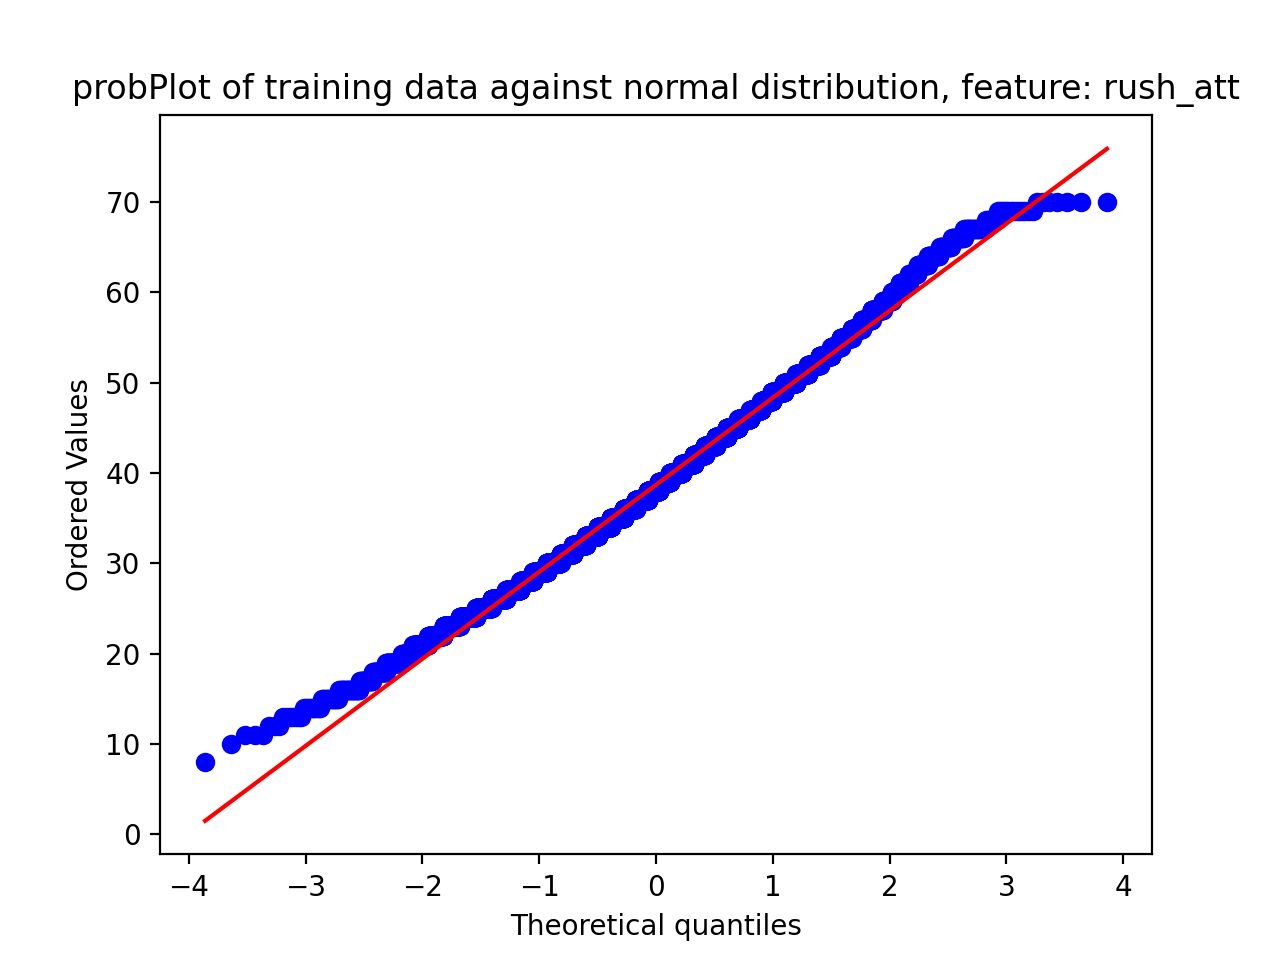 probPlot of training data against normal distribution, feature: rush_att
70
60
50
40
30
20
10
0
Ordered Values
−4 −3 −2 −1 0 1 2 3 4
Theoretical quantiles